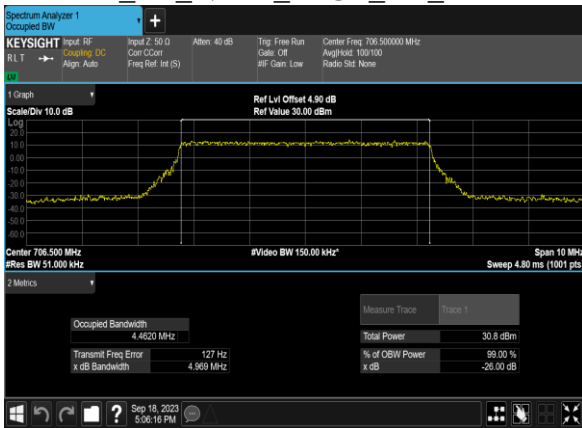 Spectrum Analyzer 1
Occupied BW
KEYSIGHT Input: RF Input Z: 50 Ω Atten: 40 dB Trig: Free Run Center Freq: 706.500000 MHz
RLT Coupling: DC Corr CCorr Gate: Off Avg|Hold: 100/100
Align: Auto Freq Ref: Int (S) #IF Gain: Low Radio Std: None
LV
1 Graph
Ref Lvl Offset 4.90 dB
Scale/Div 10.0 dB Ref Value 30.00 dBm
Log
20.0
10.0
0.00
-10.0
-20.0
-30.0
-40.0
-50.0
-60.0
Center 706.500 MHz #Video BW 150.00 kHz* Span 10 MHz
#Res BW 51.000 kHz Sweep 4.80 ms (1001 pts)
2 Metrics
Measure Trace Trace 1
Occupied Bandwidth
4.4620 MHz Total Power 30.8 dBm
Transmit Freq Error 127 Hz % of OBW Power 99.00 %
x dB Bandwidth 4.969 MHz x dB -26.00 dB
Sep 18, 2023
5:06:16 PM